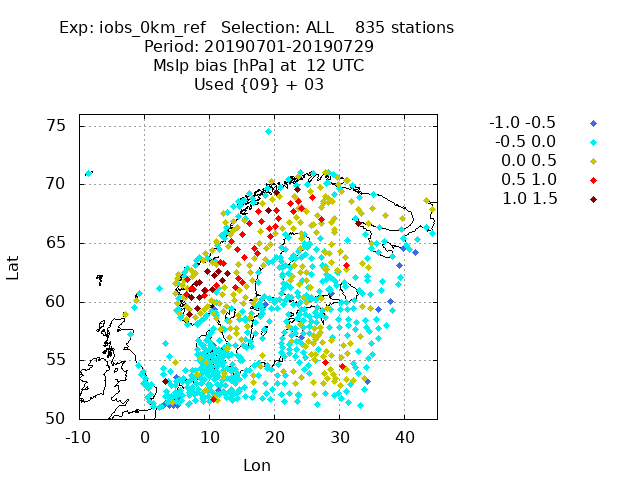 Exp: iobs_0km_ref   Selection: ALL    835 stations
Period: 20190701-20190729
Mslp bias [hPa] at  12 UTC
Used {09} + 03
-1.0 -0.5
-0.5 0.0
0.0 0.5
0.5 1.0
1.0 1.5
75
70
65
60
55
50
Lat
-10 0 10 20 30 40
Lon